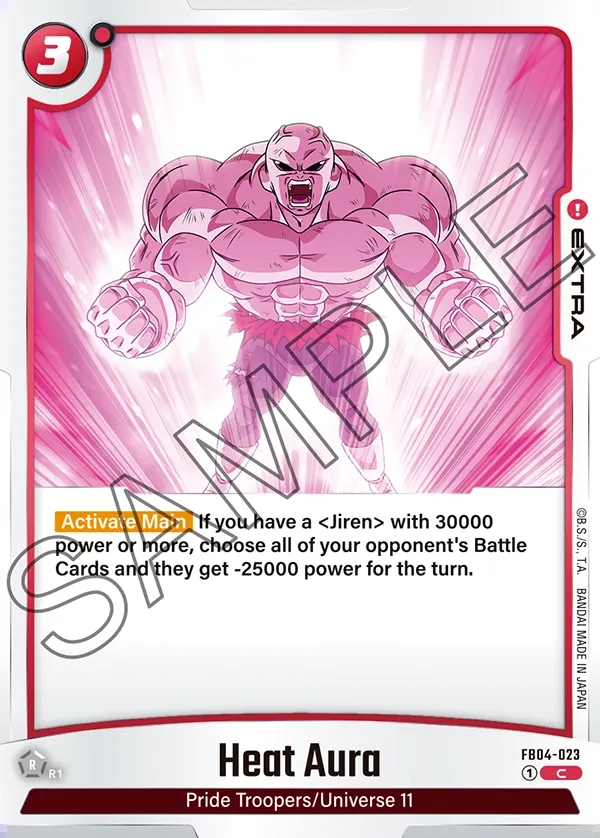 3
! EXTRA
SAMPLE
Activate Main If you have a <Jiren> with 30000
power or more, choose all of your opponent's Battle
Cards and they get -25000 power for the turn.
©B.S./S., T.A. BANDAI MADE IN JAPAN
R R1
Heat Aura
FB04-023
1 C
Pride Troopers/Universe 11